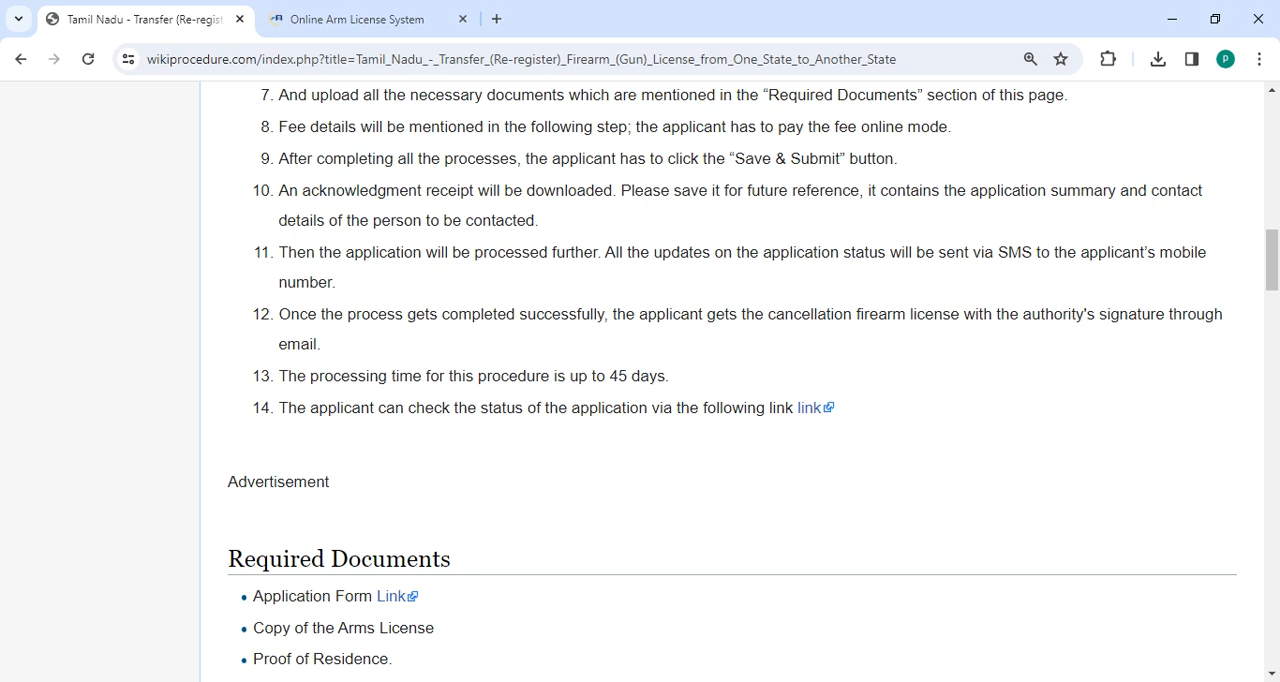 Tamil Nadu - Transfer (Re-regist
Online Arm License System
wikiprocedure.com/index.php?title=Tamil_Nadu_-_Transfer_(Re-register)_Firearm_(Gun)_License_from_One_State_to_Another_State
P
7. And upload all the necessary documents which are mentioned in the “Required Documents” section of this page.
8. Fee details will be mentioned in the following step; the applicant has to pay the fee online mode.
9. After completing all the processes, the applicant has to click the “Save & Submit” button.
10. An acknowledgment receipt will be downloaded. Please save it for future reference, it contains the application summary and contact
details of the person to be contacted.
11. Then the application will be processed further. All the updates on the application status will be sent via SMS to the applicant’s mobile
number.
12. Once the process gets completed successfully, the applicant gets the cancellation firearm license with the authority's signature through
email.
13. The processing time for this procedure is up to 45 days.
14. The applicant can check the status of the application via the following link link
Advertisement
Required Documents
• Application Form Link
• Copy of the Arms License
• Proof of Residence.